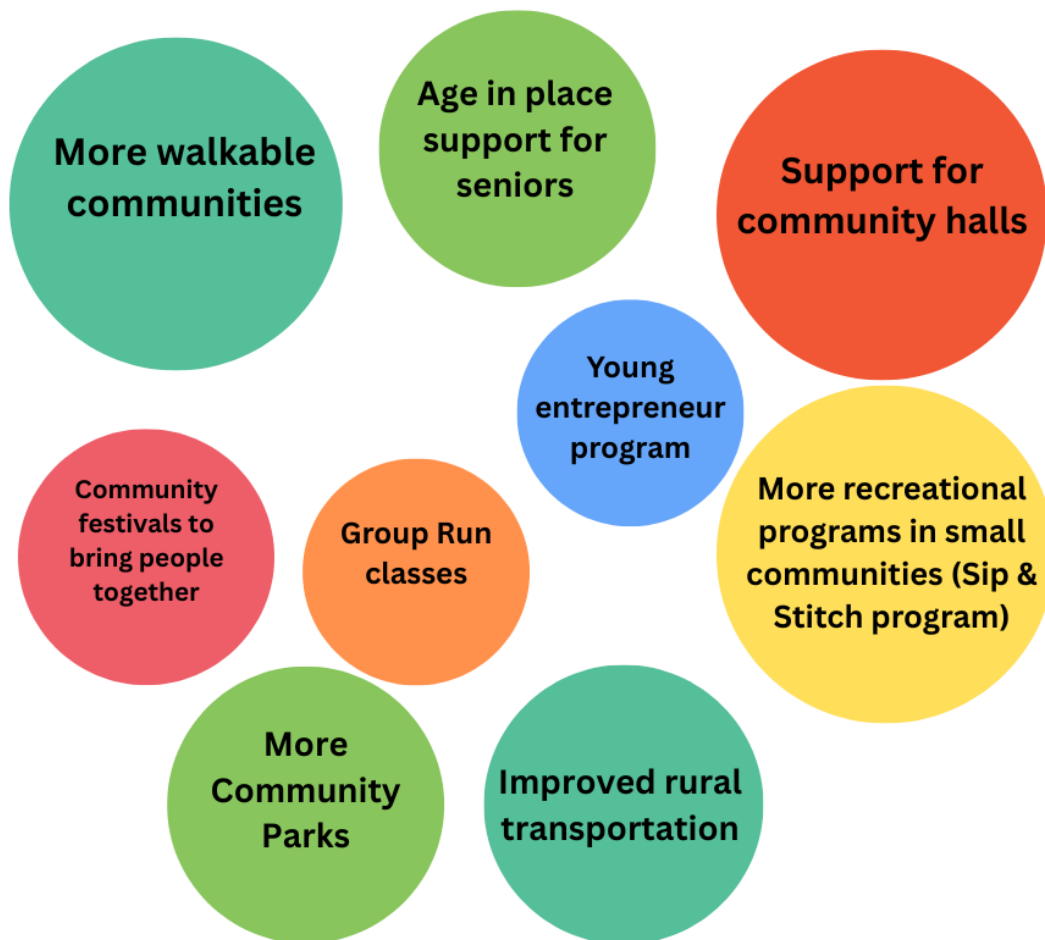 More walkable
communities
Age in place
support for
seniors
Support for
community halls
Young
entrepreneur
program
Community
festivals to
bring people
together
Group Run
classes
More recreational
programs in small
communities (Sip &
Stitch program)
More
Community
Parks
Improved rural
transportation